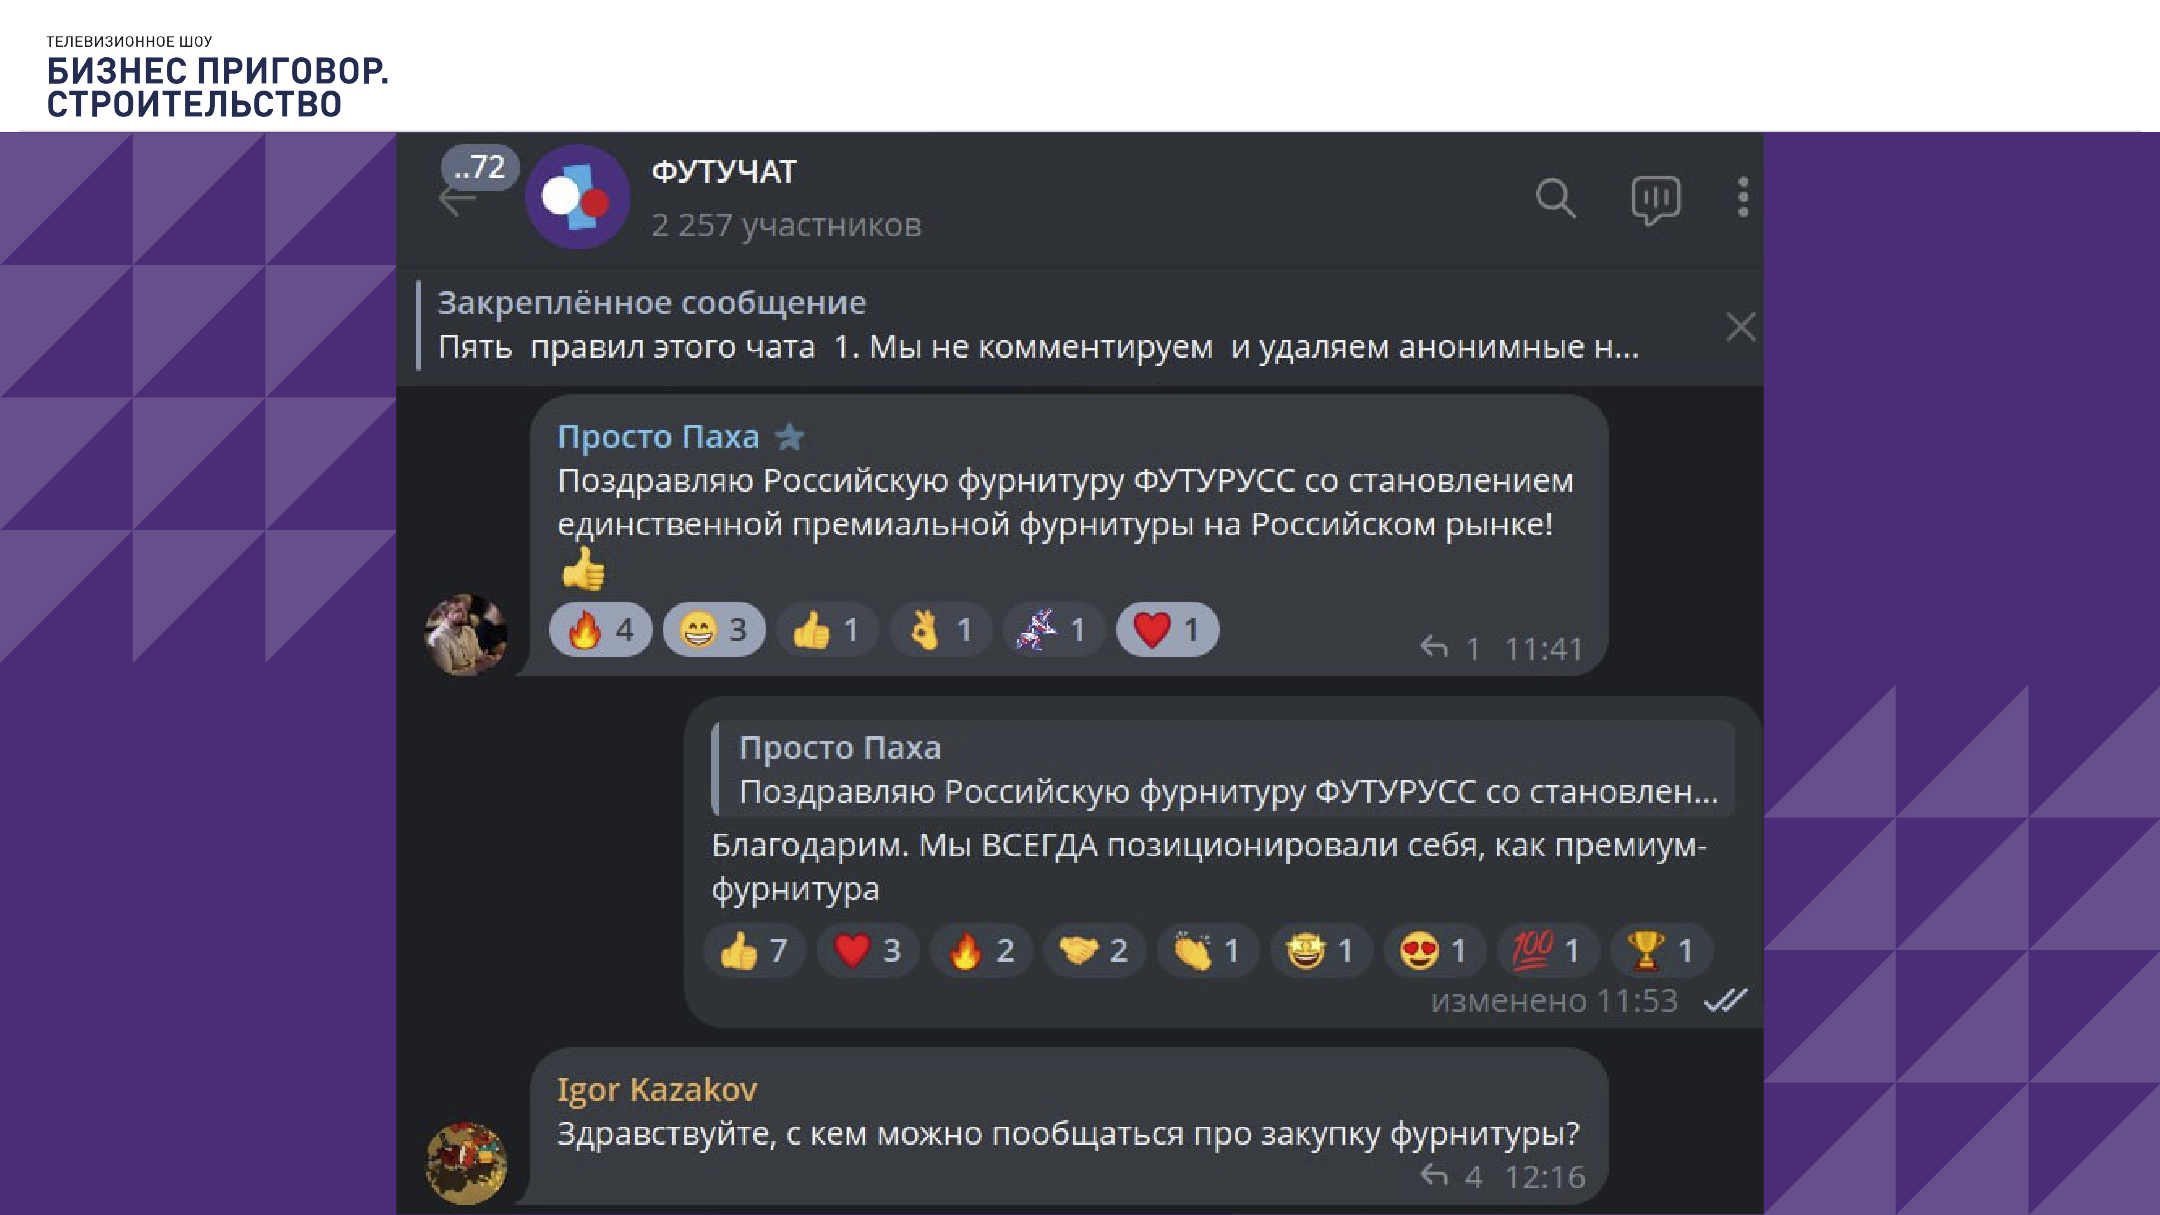 ТЕЛЕВИЗИОННОЕ ШОУ
БИЗНЕС ПРИГОВОР.
СТРОИТЕЛЬСТВО
..72
ФУТУЧАТ
2 257 участников
Закреплённое сообщение
Пять правил этого чата 1. Мы не комментируем и удаляем анонимные н...
Просто Паха
Поздравляю Российскую фурнитуру ФУТУРУСС со становлением
единственной премиальной фурнитуры на Российском рынке!
👍
🔥 4 😁 3 👍 1 👌 1 1 ❤ 1
1 11:41
Просто Паха
Поздравляю Российскую фурнитуру ФУТУРУСС со становлен...
Благодарим. Мы ВСЕГДА позиционировали себя, как премиум-
фурнитура
👍 7 ❤ 3 🔥 2 🤝 2 👏 1 🤩 1 😍 1 💯 1 🏆 1
изменено 11:53
Igor Kazakov
Здравствуйте, с кем можно пообщаться про закупку фурнитуры?
4 12:16